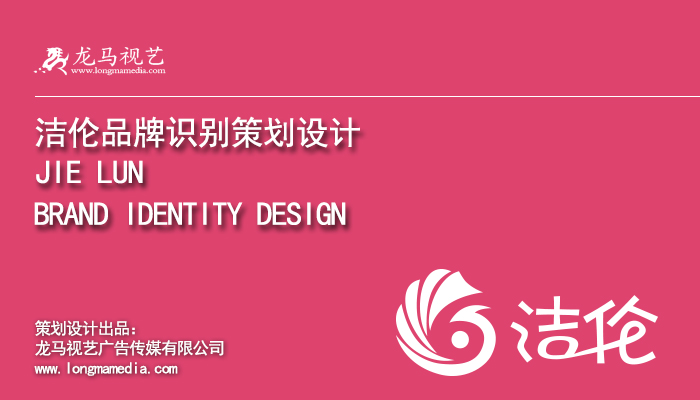 龙马视艺
www.longmamedia.com
洁伦品牌识别策划设计
JIE LUN
BRAND IDENTITY DESIGN
洁伦
策划设计出品：
龙马视艺广告传媒有限公司
www.longmamedia.com